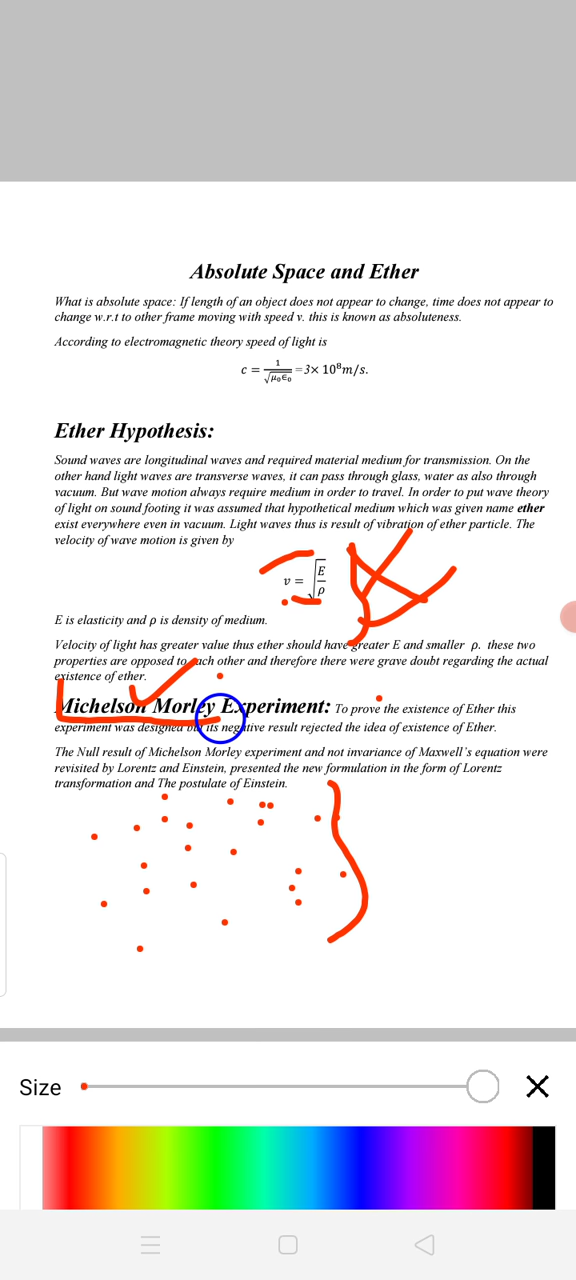 Absolute Space and Ether
What is absolute space: If length of an object does not appear to change, time does not appear to
change w.r.t to other frame moving with speed v. this is known as absoluteness.
According to electromagnetic theory speed of light is
c = 1/√μ₀ϵ₀ = 3× 10⁸m/s.
Ether Hypothesis:
Sound waves are longitudinal waves and required material medium for transmission. On the
other hand light waves are transverse waves, it can pass through glass, water as also through
vacuum. But wave motion always require medium in order to travel. In order to put wave theory
of light on sound footing it was assumed that hypothetical medium which was given name ether
exist everywhere even in vacuum. Light waves thus is result of vibration of ether particle. The
velocity of wave motion is given by
v = √E/ρ
E is elasticity and ρ is density of medium.
Velocity of light has greater value thus ether should have greater E and smaller ρ. these two
properties are opposed to each other and therefore there were grave doubt regarding the actual
existence of ether.
Michelson Morley Experiment: To prove the existence of Ether this
experiment was designed but its negative result rejected the idea of existence of Ether.
The Null result of Michelson Morley experiment and not invariance of Maxwell's equation were
revisited by Lorentz and Einstein, presented the new formulation in the form of Lorentz
transformation and The postulate of Einstein.
Size